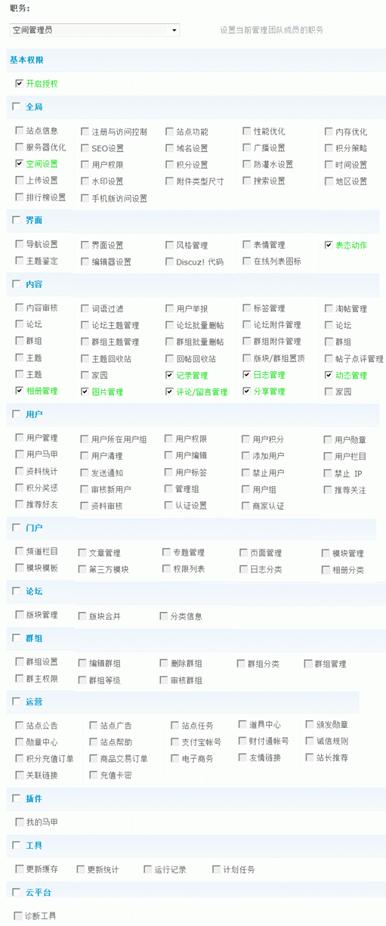 职务:
空间管理员 设置当前管理团队成员的职务
基本权限
开启授权
全局
站点信息 注册与访问控制 站点功能 性能优化 内存优化
服务器优化 SEO设置 域名设置 广播设置 积分策略
空间设置 用户权限 积分设置 防灌水设置 时间设置
上传设置 水印设置 附件类型尺寸 搜索设置 地区设置
排行榜设置 手机版访问设置
界面
导航设置 界面设置 风格管理 表情管理 表态动作
主题鉴定 编辑器设置 Discuz! 代码 在线列表图标
内容
内容审核 词语过滤 用户举报 标签管理 淘帖管理
论坛 论坛主题管理 论坛批量删帖 论坛附件管理 论坛
群组 群组主题管理 群组批量删帖 群组附件管理 群组
主题 主题回收站 回帖回收站 版块/群组置顶 帖子点评管理
主题 家园 记录管理 日志管理 动态管理
相册管理 图片管理 评论/留言管理 分享管理 家园
用户
用户管理 用户所在用户组 用户权限 用户积分 用户勋章
用户马甲 用户清理 用户编辑 添加用户 用户栏目
资料统计 发送通知 用户标签 禁止用户 禁止 IP
积分奖惩 审核新用户 管理组 用户组 推荐关注
推荐好友 资料审核 认证设置 商家认证
门户
频道栏目 文章管理 专题管理 页面管理 模块管理
模块模板 第三方模块 权限列表 日志分类 相册分类
论坛
版块管理 版块合并 分类信息
群组
群组设置 编辑群组 删除群组 群组分类 群组管理
群主权限 群组等级 审核群组
运营
站点公告 站点广告 站点任务 道具中心 颁发勋章
勋章中心 站点帮助 支付宝帐号 财付通帐号 诚信规则
积分充值订单 商品交易订单 电子商务 友情链接 站长推荐
关联链接 充值卡密
插件
我的马甲
工具
更新缓存 更新统计 运行记录 计划任务
云平台
诊断工具